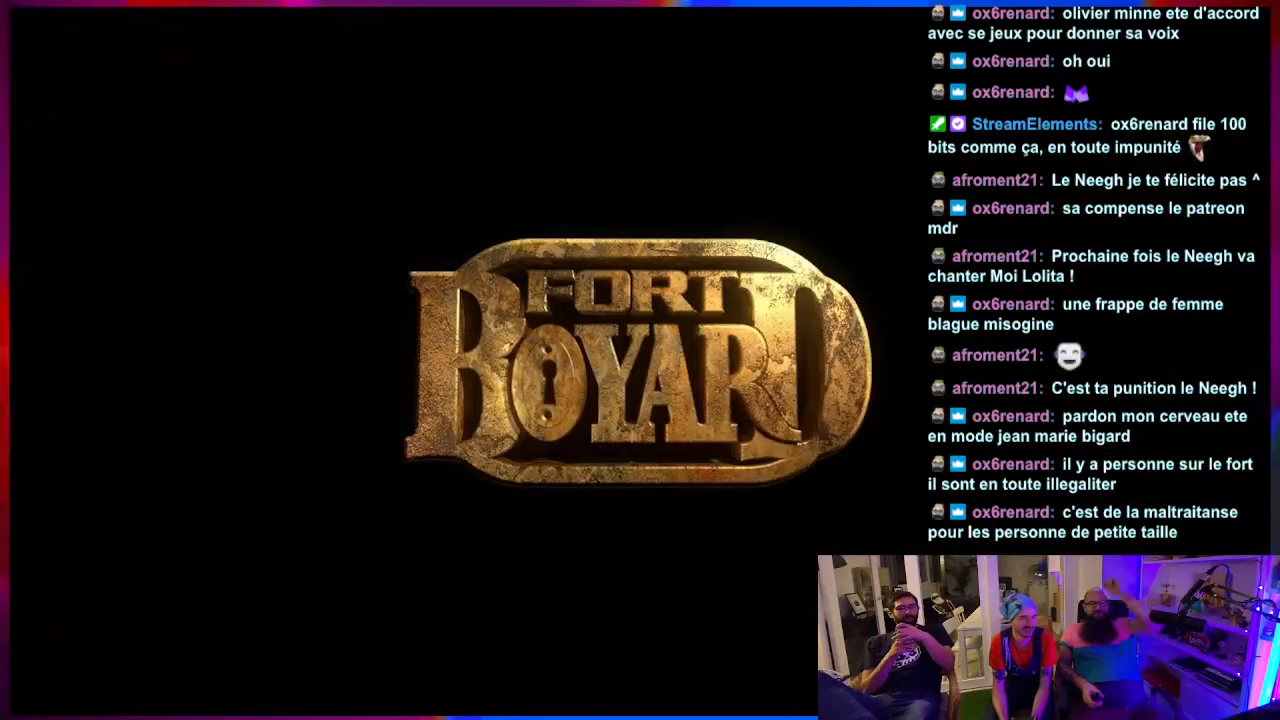 ox6renard: olivier minne ete d'accord
avec se jeux pour donner sa voix
ox6renard: oh oui
ox6renard:
StreamElements: ox6renard file 100
bits comme ça, en toute impunité
afroment21: Le Neegh je te félicite pas ^
ox6renard: sa compense le patreon
mdr
afroment21: Prochaine fois le Neegh va
chanter Moi Lolita !
ox6renard: une frappe de femme
blague misogine
afroment21:
afroment21: C'est ta punition le Neegh !
ox6renard: pardon mon cerveau ete
en mode jean marie bigard
ox6renard: il y a personne sur le fort
il sont en toute illegaliter
ox6renard: c'est de la maltraitanse
pour les personne de petite taille
FORT
BOYARD